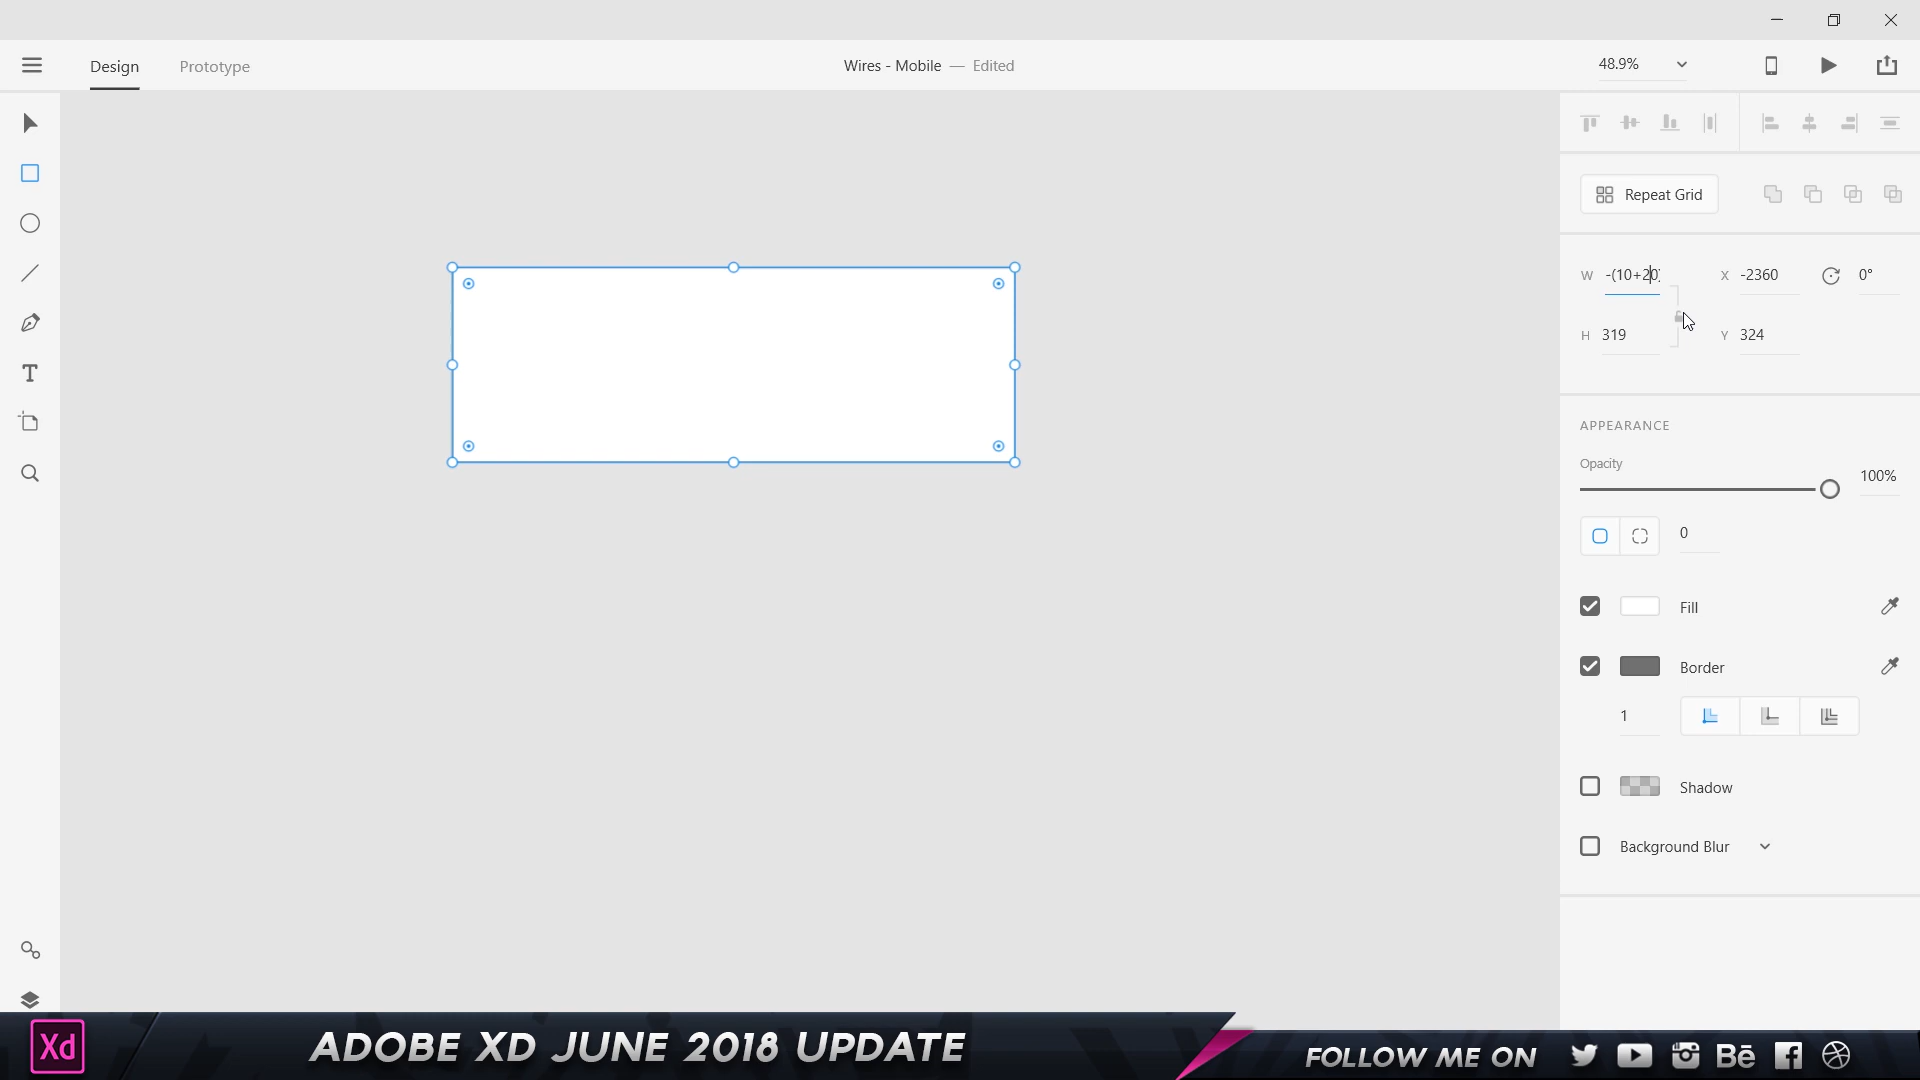 Design
Prototype
Wires - Mobile — Edited
48.9%
Repeat Grid
W -(10+20)
X -2360
0°
H 319
Y 324
APPEARANCE
Opacity
100%
0
Fill
Border
1
Shadow
Background Blur
T
Xd
ADOBE XD JUNE 2018 UPDATE
FOLLOW ME ON
Bē